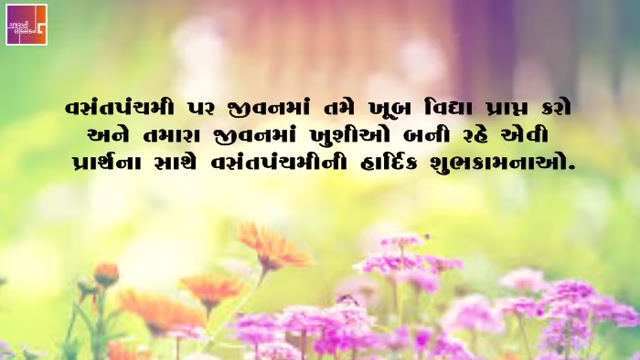 વસંતપંચમી પર જીવનમાં તમે ખૂબ વિદ્યા પ્રાપ્ત કરો
અને તમારા જીવનમાં ખુશીઓ બની રહે એવી
પ્રાર્થના સાથે વસંતપંચમીની હાર્દિક શુભકામનાઓ.